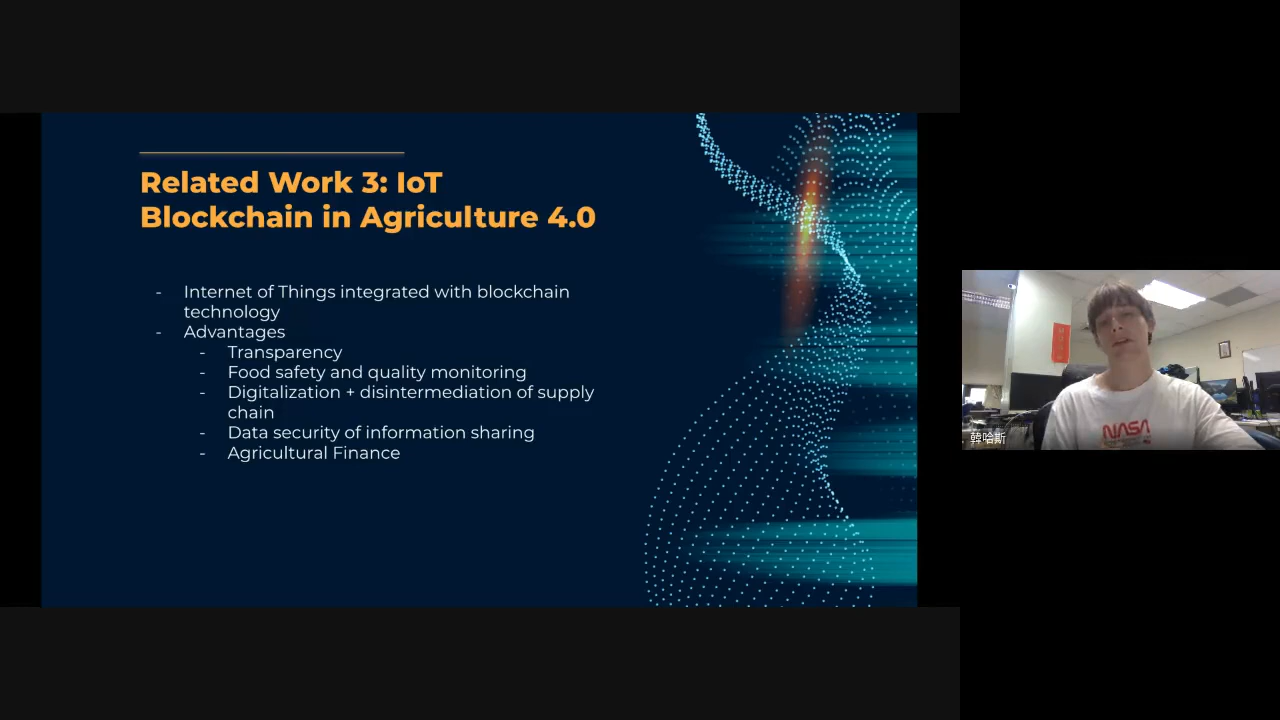 Related Work 3: IoT
Blockchain in Agriculture 4.0
- Internet of Things integrated with blockchain
technology
- Advantages
- Transparency
- Food safety and quality monitoring
- Digitalization + disintermediation of supply
chain
- Data security of information sharing
- Agricultural Finance
NASA
韓哈斯